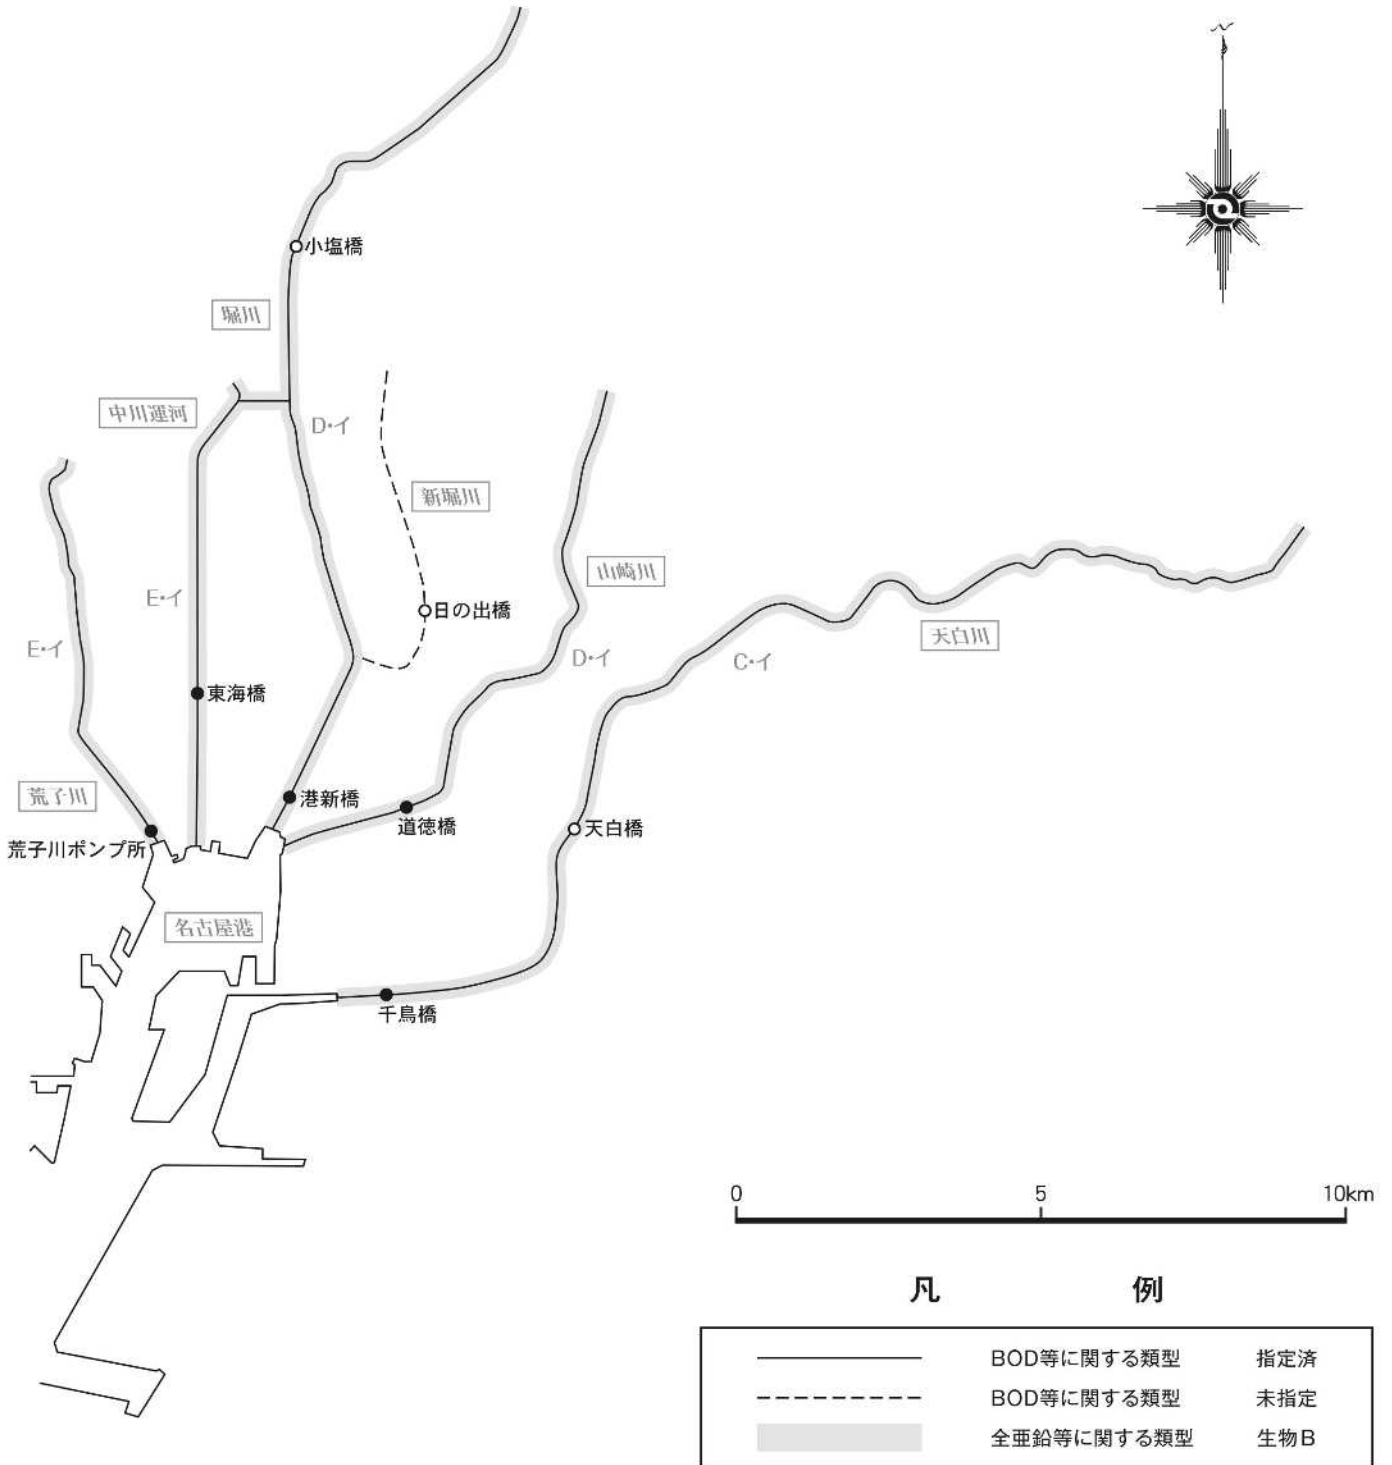 N
小塩橋
堀川
中川運河
D・イ
新堀川
山崎川
E・イ
日の出橋
天白川
E・イ
D・イ
C・イ
東海橋
荒子川
港新橋
道徳橋
天白橋
荒子川ポンプ所
名古屋港
千鳥橋
0 5 10km
凡 例
BOD等に関する類型 指定済
BOD等に関する類型 未指定
全亜鉛等に関する類型 生物B